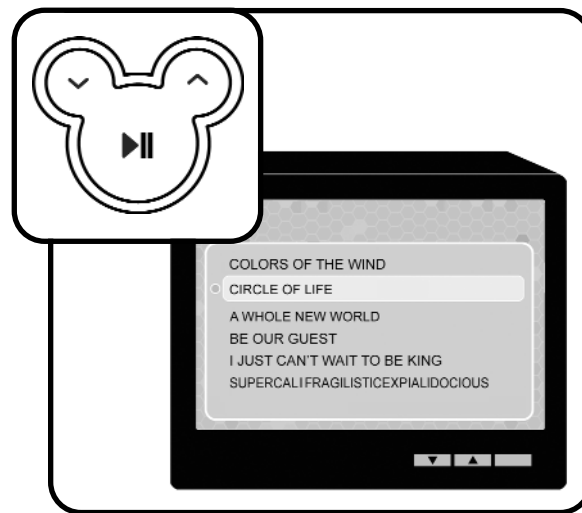 COLORS OF THE WIND
CIRCLE OF LIFE
A WHOLE NEW WORLD
BE OUR GUEST
I JUST CAN'T WAIT TO BE KING
SUPERCALIFRAGILISTICEXPIALIDOCIOUS